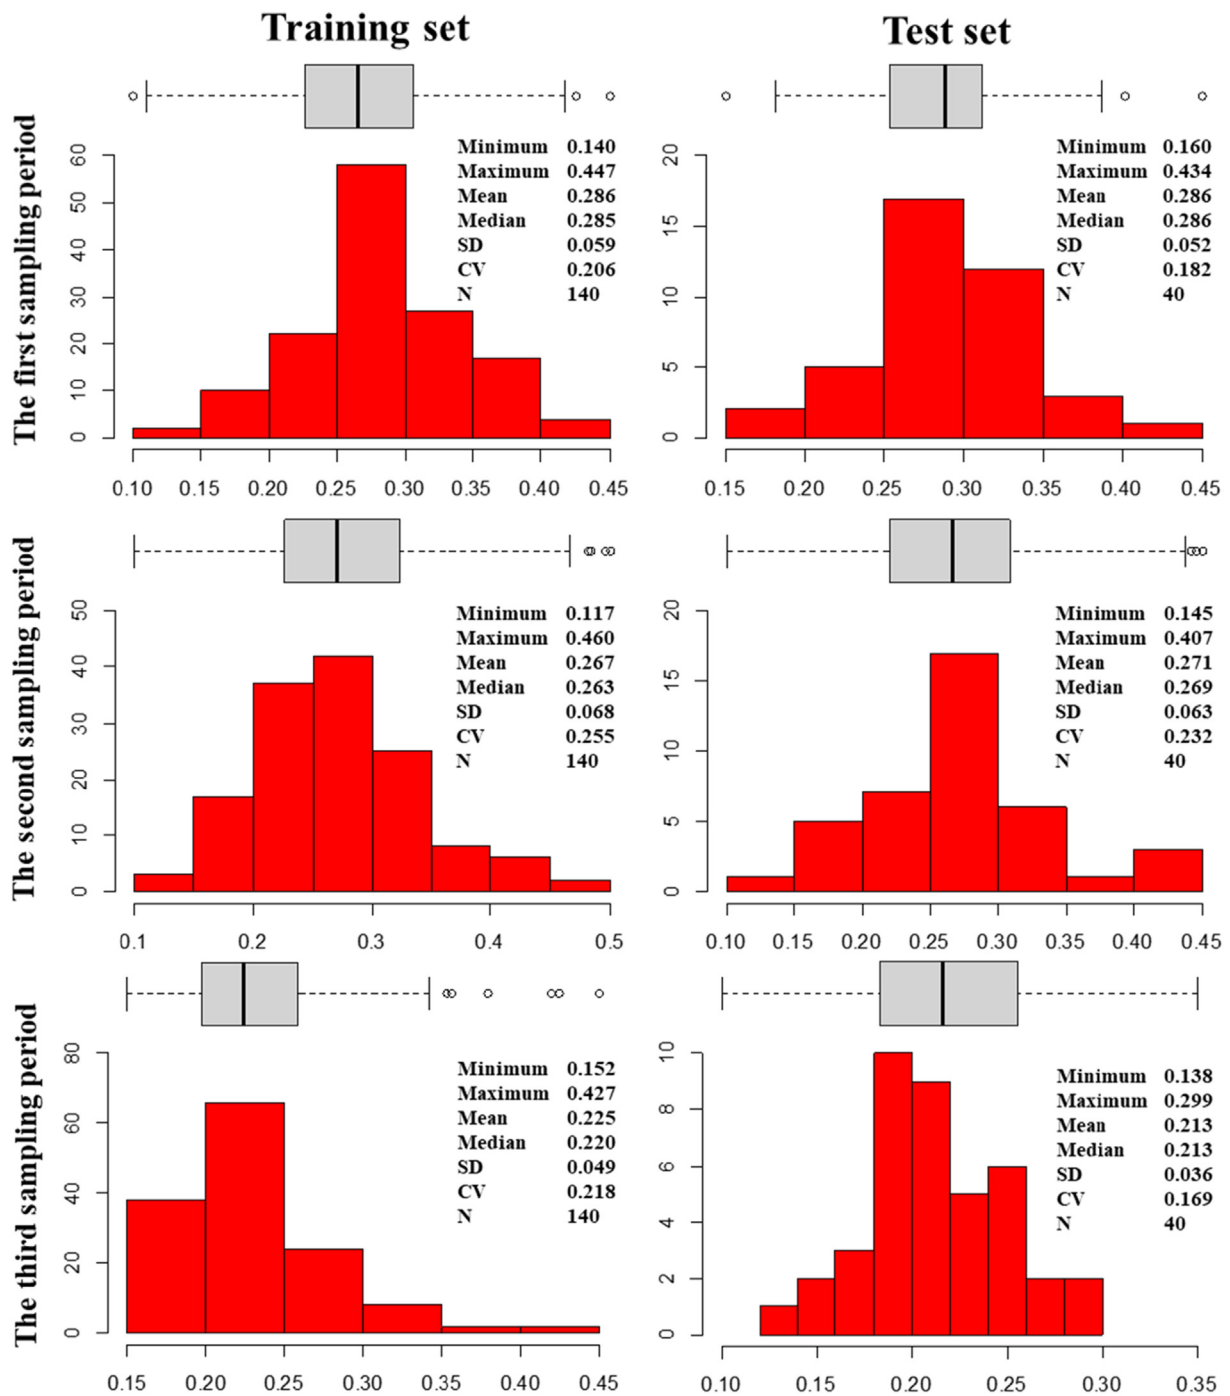 Training set
Test set
The first sampling period
Minimum 0.140
Maximum 0.447
Mean 0.286
Median 0.285
SD 0.059
CV 0.206
N 140
60
50
40
30
20
10
0
0.10 0.15 0.20 0.25 0.30 0.35 0.40 0.45
Minimum 0.160
Maximum 0.434
Mean 0.286
Median 0.286
SD 0.052
CV 0.182
N 40
20
15
10
5
0
0.15 0.20 0.25 0.30 0.35 0.40 0.45
The second sampling period
Minimum 0.117
Maximum 0.460
Mean 0.267
Median 0.263
SD 0.068
CV 0.255
N 140
50
40
30
20
10
0
0.1 0.2 0.3 0.4 0.5
Minimum 0.145
Maximum 0.407
Mean 0.271
Median 0.269
SD 0.063
CV 0.232
N 40
20
15
10
5
0
0.10 0.15 0.20 0.25 0.30 0.35 0.40 0.45
The third sampling period
Minimum 0.152
Maximum 0.427
Mean 0.225
Median 0.220
SD 0.049
CV 0.218
N 140
80
60
40
20
0
0.15 0.20 0.25 0.30 0.35 0.40 0.45
Minimum 0.138
Maximum 0.299
Mean 0.213
Median 0.213
SD 0.036
CV 0.169
N 40
10
8
6
4
2
0
0.10 0.15 0.20 0.25 0.30 0.35